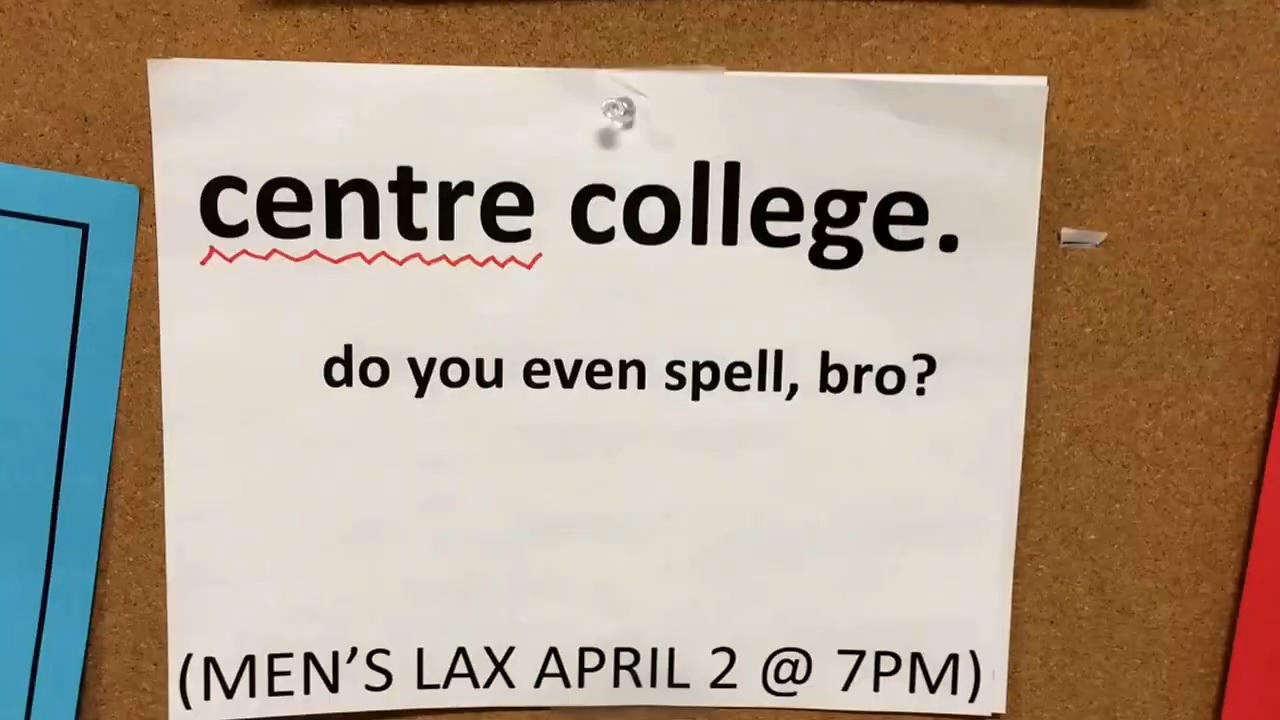 centre college.
do you even spell, bro?
(MEN'S LAX APRIL 2 @ 7PM)